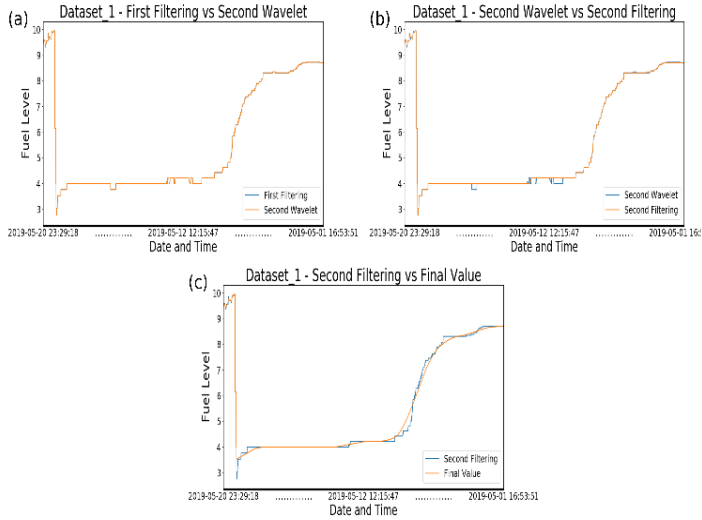 (a)
Dataset_1 - First Filtering vs Second Wavelet
Fuel Level
10
9
8
7
6
5
4
3
First Filtering
Second Wavelet
2019-05-20 23:29:18 ............. 2019-05-12 12:15:47 ............. 2019-05-01 16:53:51
Date and Time
(b)
Dataset_1 - Second Wavelet vs Second Filtering
Fuel Level
10
9
8
7
6
5
4
3
Second Wavelet
Second Filtering
2019-05-20 23:29:18 ............. 2019-05-12 12:15:47 ............. 2019-05-01 16:5
Date and Time
(c)
Dataset_1 - Second Filtering vs Final Value
Fuel Level
10
9
8
7
6
5
4
3
Second Filtering
Final Value
2019-05-20 23:29:18 ............. 2019-05-12 12:15:47 ............. 2019-05-01 16:53:51
Date and Time